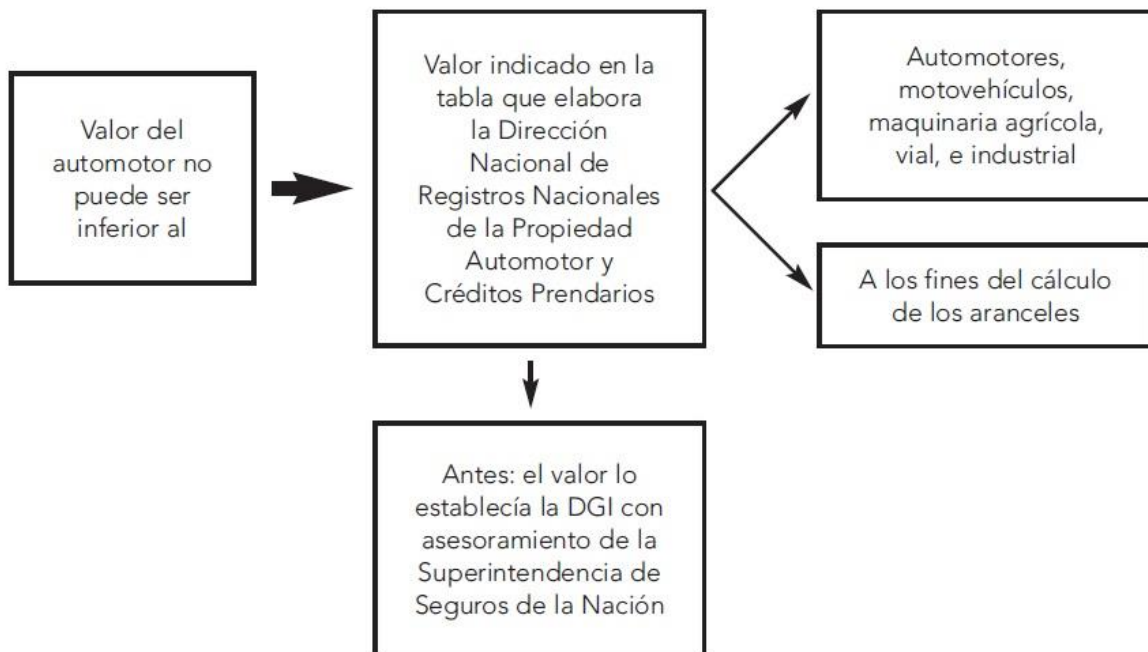 Valor del
automotor no
puede ser
inferior al
Valor indicado en la
tabla que elabora
la Dirección
Nacional de
Registros Nacionales
de la Propiedad
Automotor y
Créditos Prendarios
Automotores,
motovehículos,
maquinaria agrícola,
vial, e industrial
A los fines del cálculo
de los aranceles
Antes: el valor lo
establecía la DGI con
asesoramiento de la
Superintendencia de
Seguros de la Nación